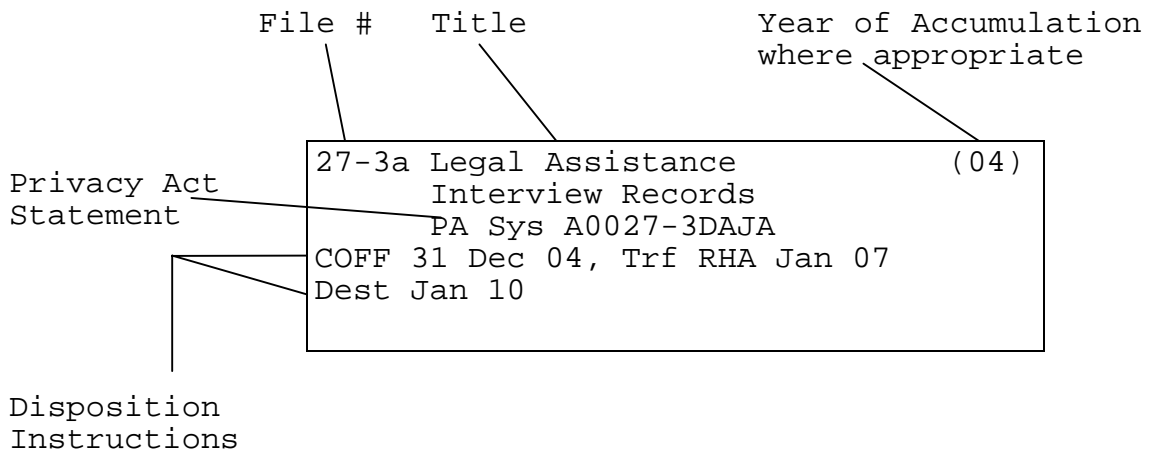 File # Title Year of Accumulation
where appropriate
27-3a Legal Assistance (04)
Interview Records
PA Sys A0027-3DAJA
COFF 31 Dec 04, Trf RHA Jan 07
Dest Jan 10
Privacy Act
Statement
Disposition
Instructions